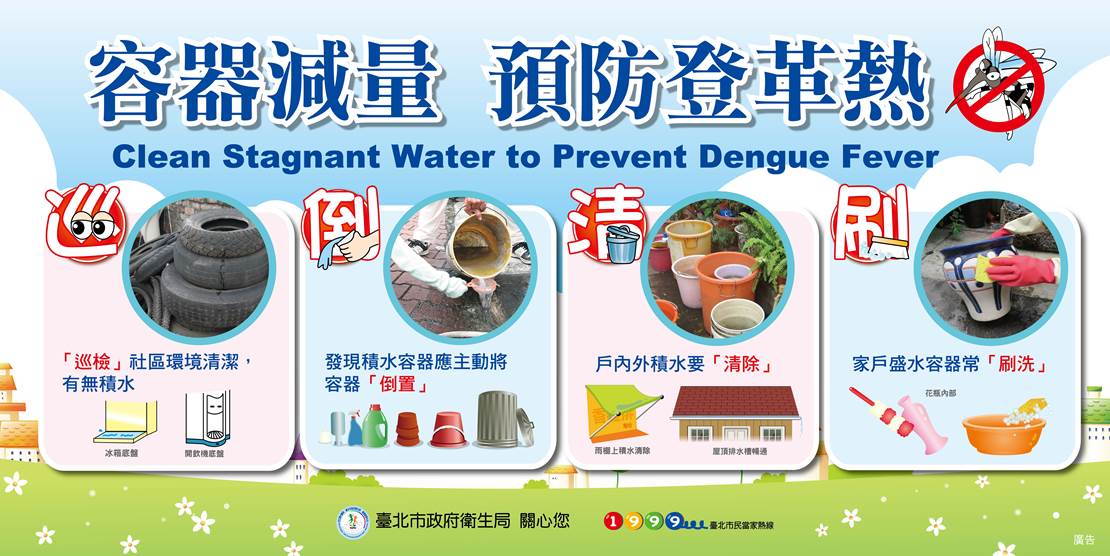 容器減量 預防登革熱
Clean Stagnant Water to Prevent Dengue Fever
巡
「巡檢」社區環境清潔，
有無積水
冰箱底盤
開飲機底盤
倒
發現積水容器應主動將
容器「倒置」
清
戶內外積水要「清除」
雨棚上積水清除
屋頂排水槽暢通
刷
家戶盛水容器常「刷洗」
花瓶內部
臺北市政府衛生局 關心您
1999 臺北市民當家熱線
廣告